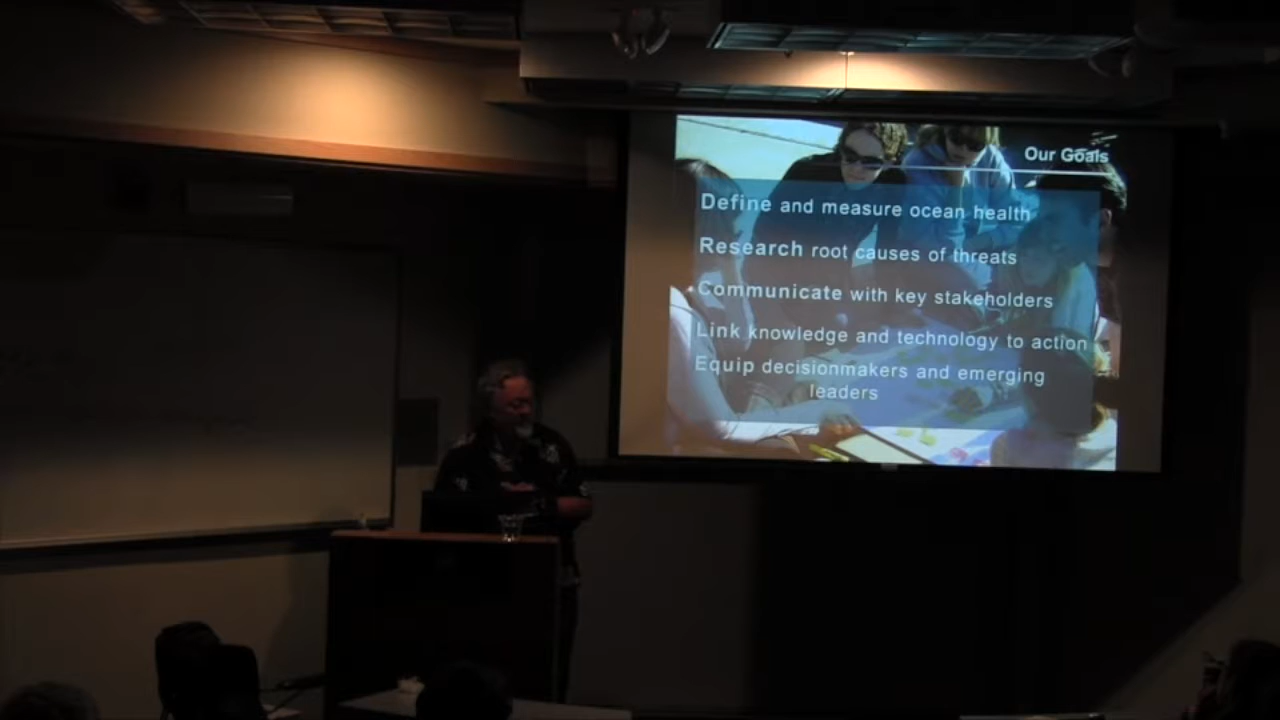 Our Goals
Define and measure ocean health
Research root causes of threats
Communicate with key stakeholders
Link knowledge and technology to action
Equip decisionmakers and emerging
leaders